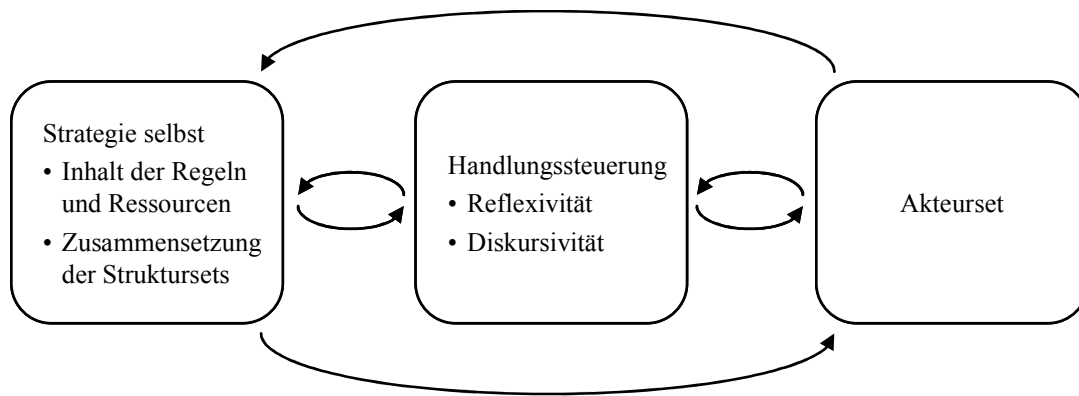 Strategie selbst
• Inhalt der Regeln
und Ressourcen
• Zusammensetzung
der Struktursets
Handlungssteuerung
• Reflexivität
• Diskursivität
Akteurset